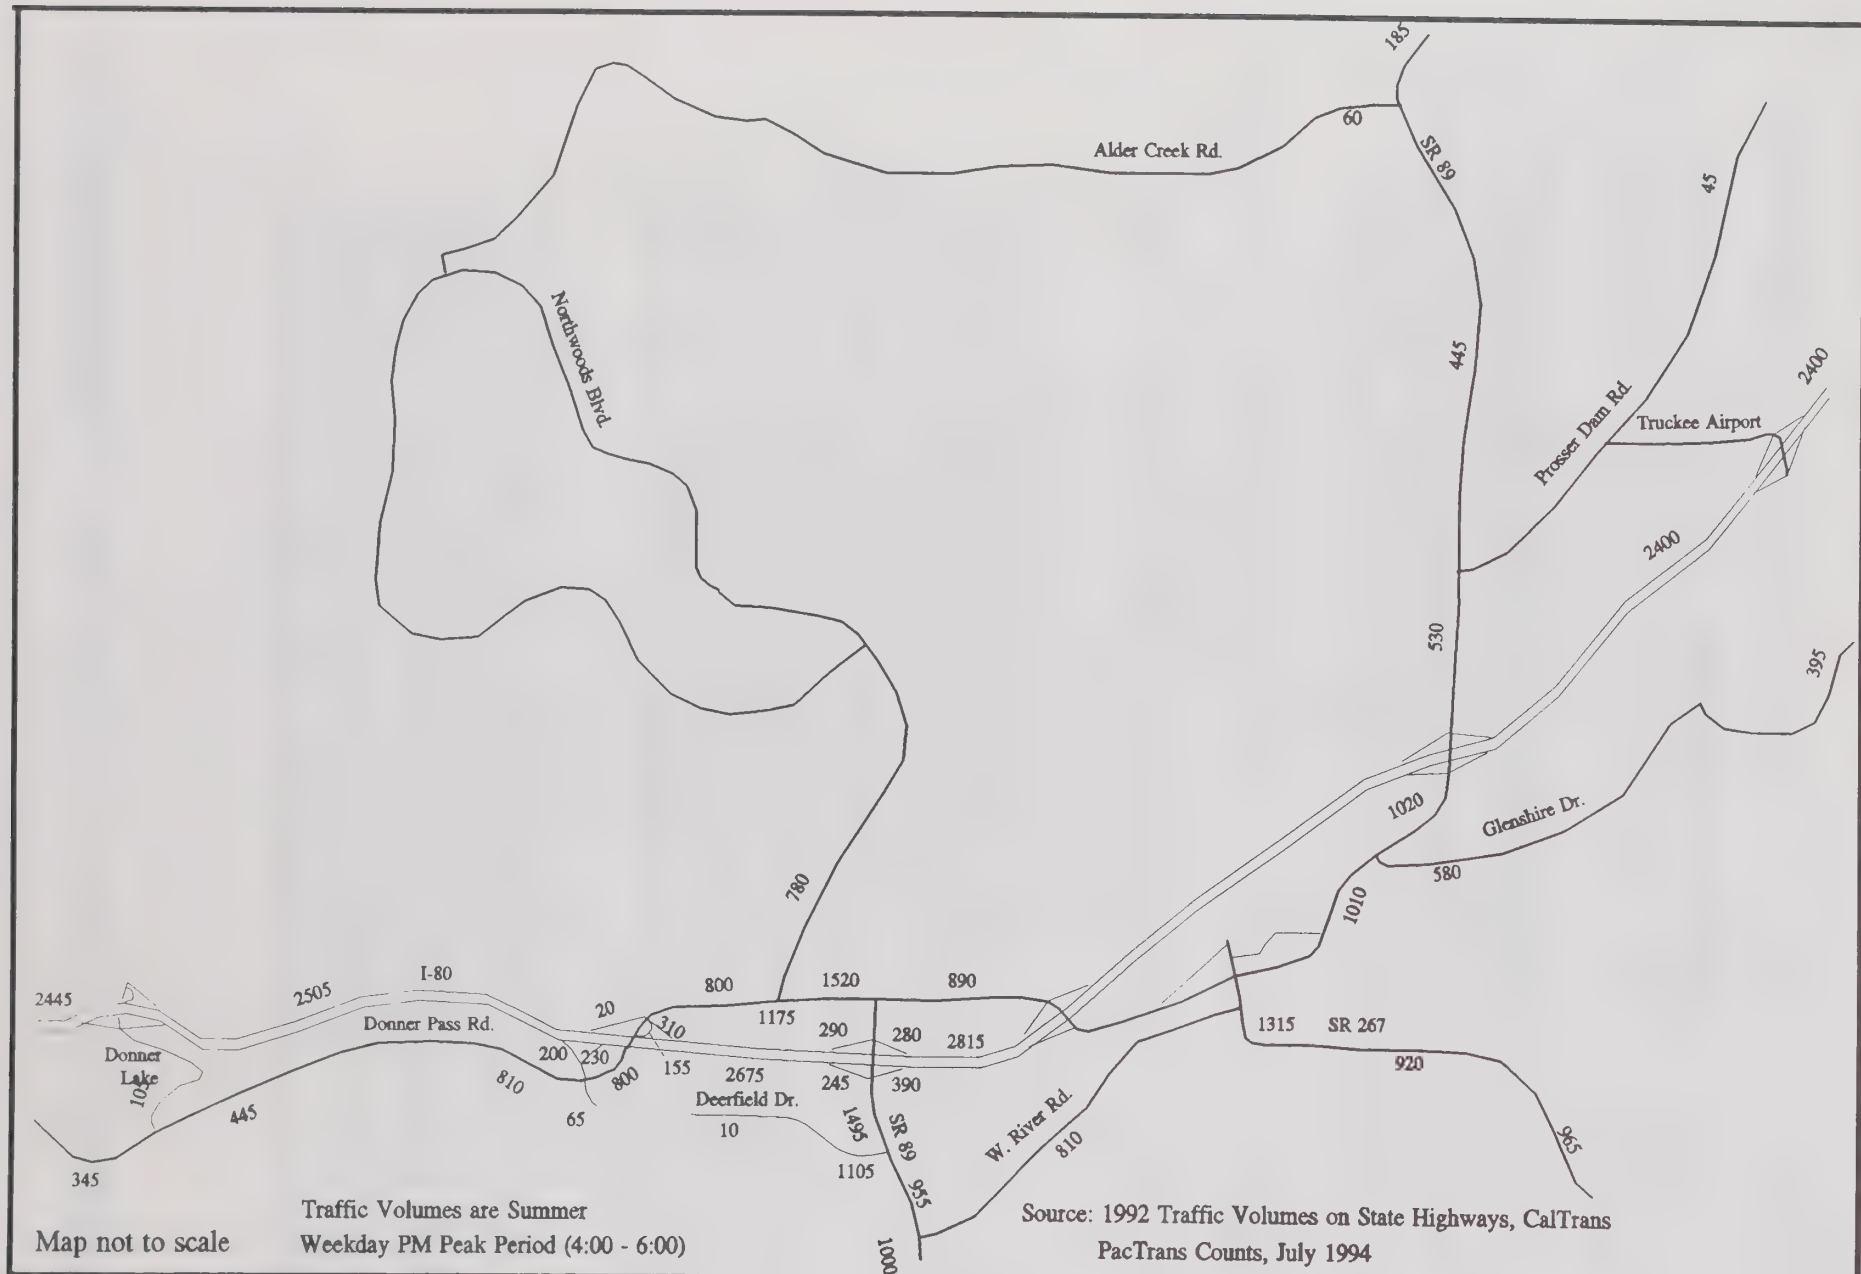 185
60
Alder Creek Rd.
SR 89
45
Northwoods Blvd.
445
2400
Prosser Dam Rd.
Truckee Airport
2400
530
395
1020
Glenshire Dr.
580
780
1010
I-80
2445
2505
800
1520
890
20
310
1175
Donner Pass Rd.
290
280
2815
1315
SR 267
Donner
Lake
200
230
155
2675
245
390
920
105
810
800
Deerfield Dr.
445
65
10
1495
SR 89
W. River Rd.
810
965
1105
345
955
Traffic Volumes are Summer
Weekday PM Peak Period (4:00 - 6:00)
Map not to scale
Source: 1992 Traffic Volumes on State Highways, CalTrans
PacTrans Counts, July 1994
1000